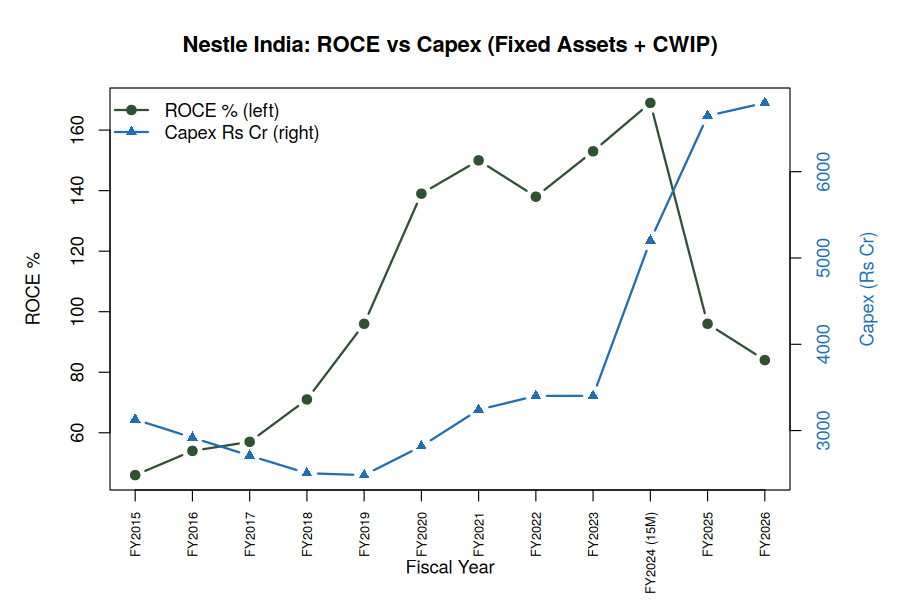 Nestle India: ROCE vs Capex (Fixed Assets + CWIP)
ROCE % (left)
Capex Rs Cr (right)
ROCE %
160
140
120
100
80
60
6000
5000
4000
3000
Capex (Rs Cr)
FY2015
FY2016
FY2017
FY2018
FY2019
FY2020
FY2021
FY2022
FY2023
FY2024 (15M)
FY2025
FY2026
Fiscal Year